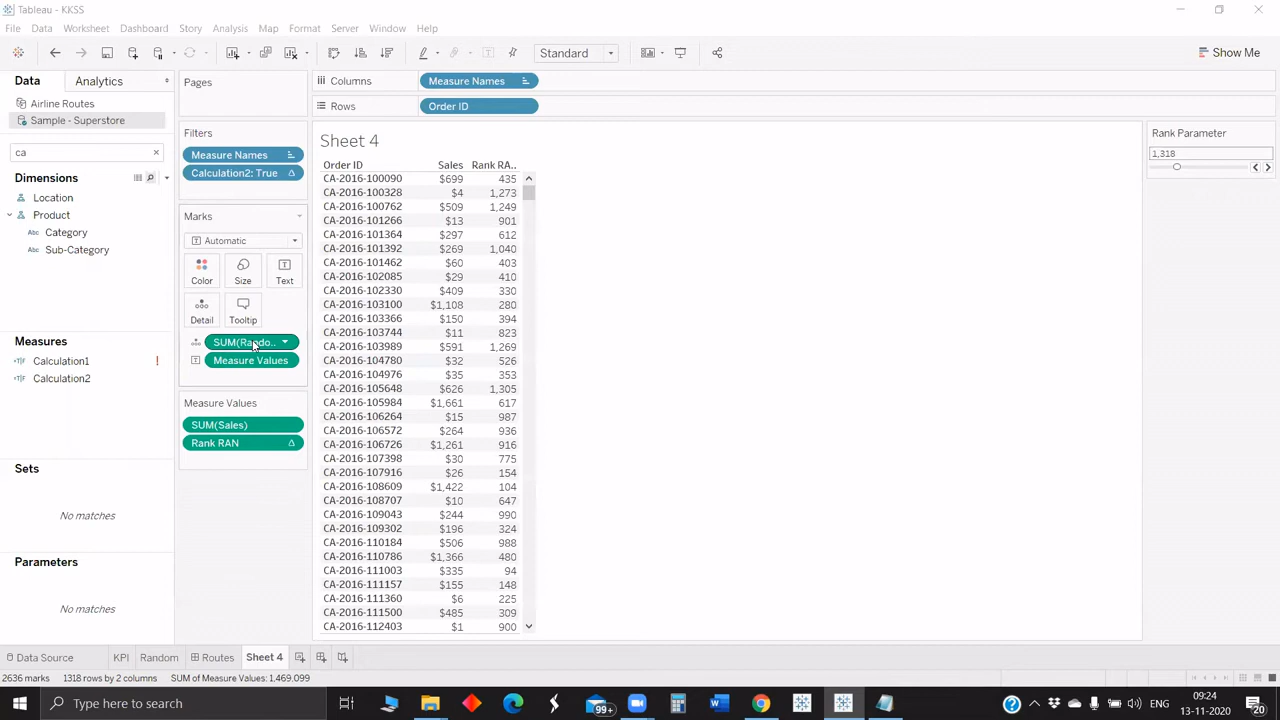 Tableau - KKSS
File Data Worksheet Dashboard Story Analysis Map Format Server Window Help
Standard
Show Me
Data Analytics
Airline Routes
Sample - Superstore
ca
Dimensions
Location
Product
Abc Category
Abc Sub-Category
Measures
Calculation1 !
Calculation2
Sets
No matches
Parameters
No matches
Pages
Filters
Measure Names
Calculation2: True
Marks
Automatic
Color Size Text
Detail Tooltip
SUM(Rando..
Measure Values
Measure Values
SUM(Sales)
Rank RAN
Columns Measure Names
Rows Order ID
Sheet 4
Order ID Sales Rank RA..
CA-2016-100090 $699 435
CA-2016-100328 $4 1,273
CA-2016-100762 $509 1,249
CA-2016-101266 $13 901
CA-2016-101364 $297 612
CA-2016-101392 $269 1,040
CA-2016-101462 $60 403
CA-2016-102085 $29 410
CA-2016-102330 $409 330
CA-2016-103100 $1,108 280
CA-2016-103366 $150 394
CA-2016-103744 $11 823
CA-2016-103989 $591 1,269
CA-2016-104780 $32 526
CA-2016-104976 $35 353
CA-2016-105648 $626 1,305
CA-2016-105984 $1,661 617
CA-2016-106264 $15 987
CA-2016-106572 $264 936
CA-2016-106726 $1,261 916
CA-2016-107398 $30 775
CA-2016-107916 $26 154
CA-2016-108609 $1,422 104
CA-2016-108707 $10 647
CA-2016-109043 $244 990
CA-2016-109302 $196 324
CA-2016-110184 $506 988
CA-2016-110786 $1,366 480
CA-2016-111003 $335 94
CA-2016-111157 $155 148
CA-2016-111360 $6 225
CA-2016-111500 $485 309
CA-2016-112403 $1 900
Rank Parameter
1,318
Data Source KPI Random Routes Sheet 4
2636 marks 1318 rows by 2 columns SUM of Measure Values: 1,469,099
Type here to search
99+
ENG
09:24
13-11-2020
20